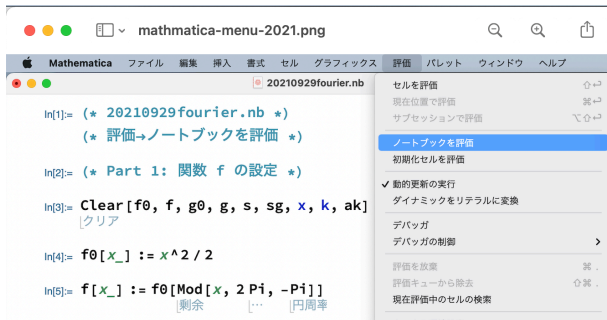 mathmatica-menu-2021.png
Mathematica ファイル 編集 挿入 書式 セル グラフィックス 評価 パレット ウィンドウ ヘルプ
20210929fourier.nb
In[1]:= (* 20210929fourier.nb *)
(* 評価→ノートブックを評価 *)
In[2]:= (* Part 1: 関数 f の設定 *)
In[3]:= Clear[f0, f, g0, g, s, sg, x, k, ak]
クリア
In[4]:= f0[x_] := x^2/2
In[5]:= f[x_] := f0[Mod[x, 2 Pi, -Pi]]
剰余 … 円周率
セルを評価 ⇧⏎
現在位置で評価 ⌘⏎
サブセッションで評価 ⌥⇧⏎
ノートブックを評価
初期化セルを評価
✓ 動的更新の実行
ダイナミックをリテラルに変換
デバッガ
デバッガの制御 >
評価を放棄 ⌘ .
評価キューから除去 ⇧⌘ .
現在評価中のセルの検索